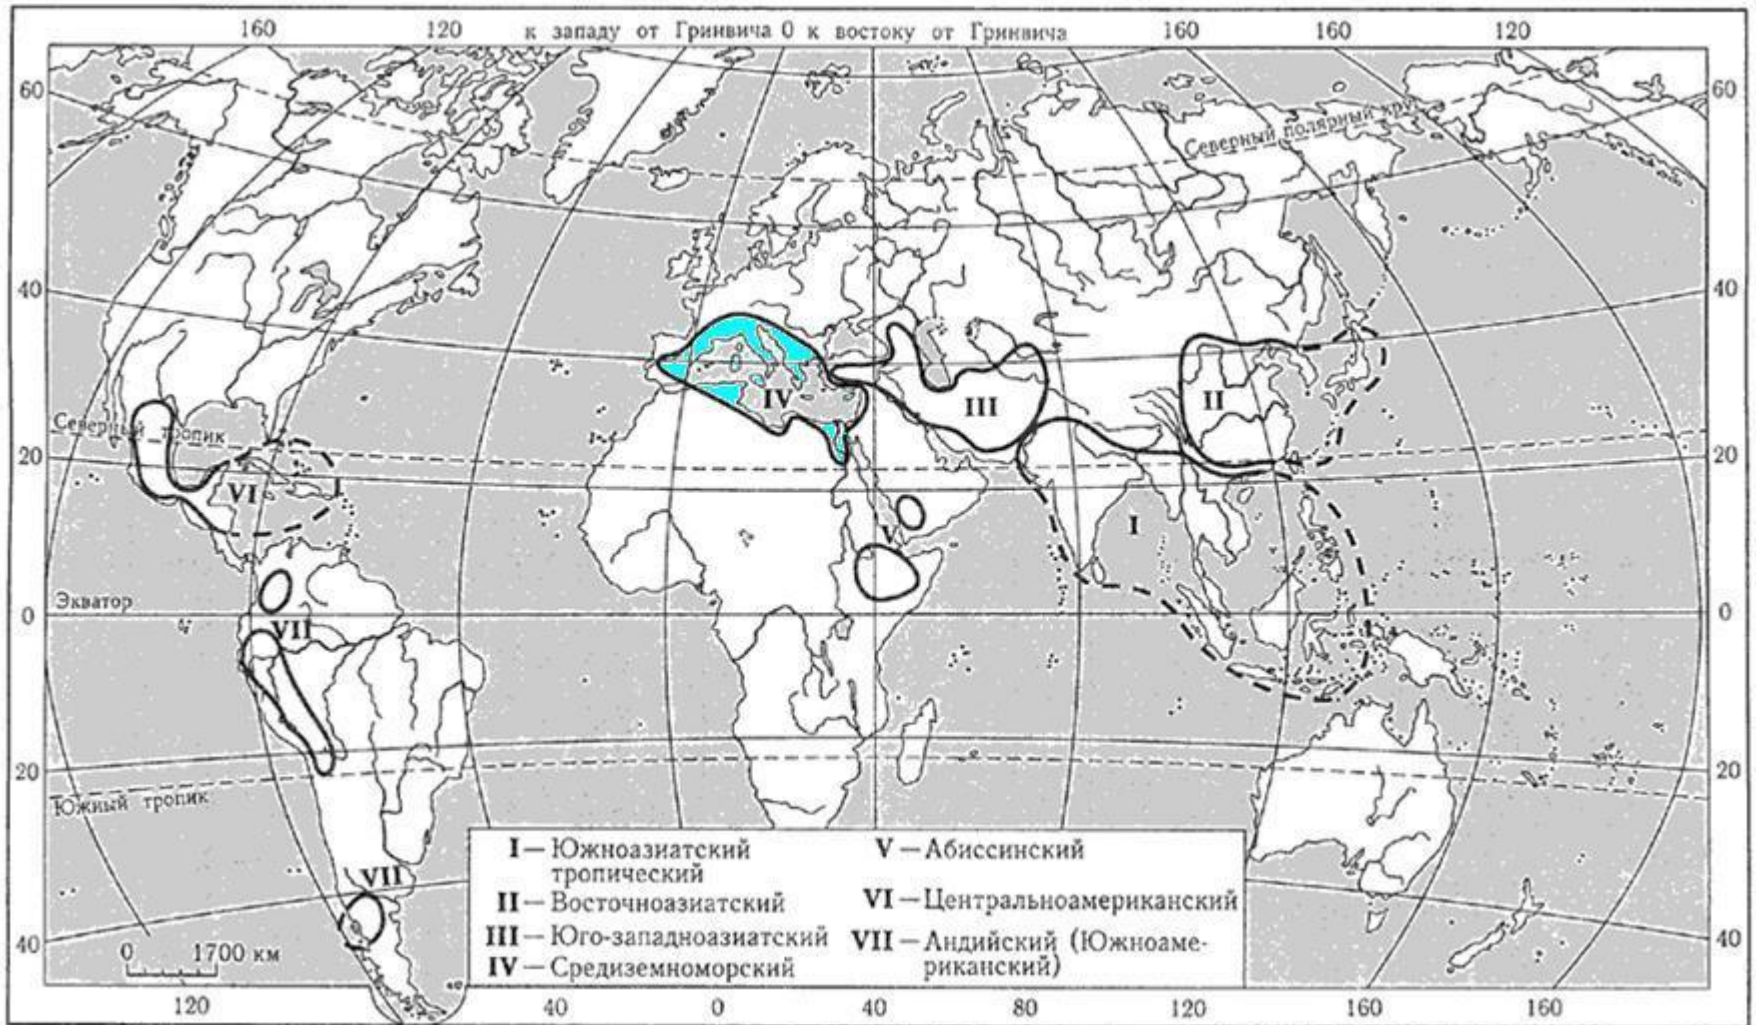 160 120 к западу от Гринвича 0 к востоку от Гринвича 160 160 120
60 60
Северный полярный круг
40 40
Северный тропик
20 20
IV III II
VI
V I
Экватор
0 0
VII
20 20
Южный тропик
VII
40 40
0 1700 км
I — Южноазиатский
тропический
II — Восточноазиатский
III — Юго-западноазиатский
IV — Средиземноморский
V — Абиссинский
VI — Центральноамериканский
VII — Андийский (Южноаме-
риканский)
120 40 0 40 80 120 160 160